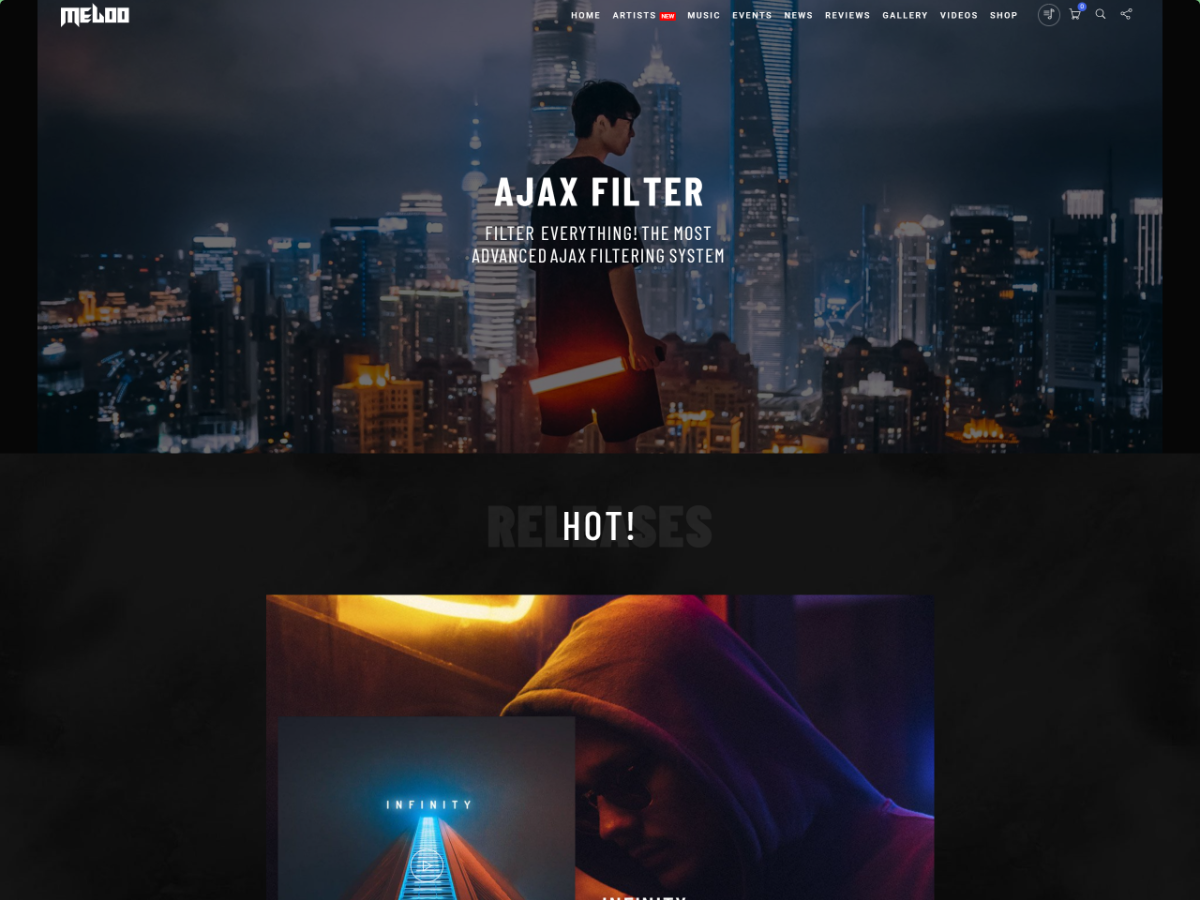 MELOO
HOME ARTISTS NEW MUSIC EVENTS NEWS REVIEWS GALLERY VIDEOS SHOP
0
AJAX FILTER
FILTER EVERYTHING! THE MOST
ADVANCED AJAX FILTERING SYSTEM
RELEASES
HOT!
INFINITY
INFINITY